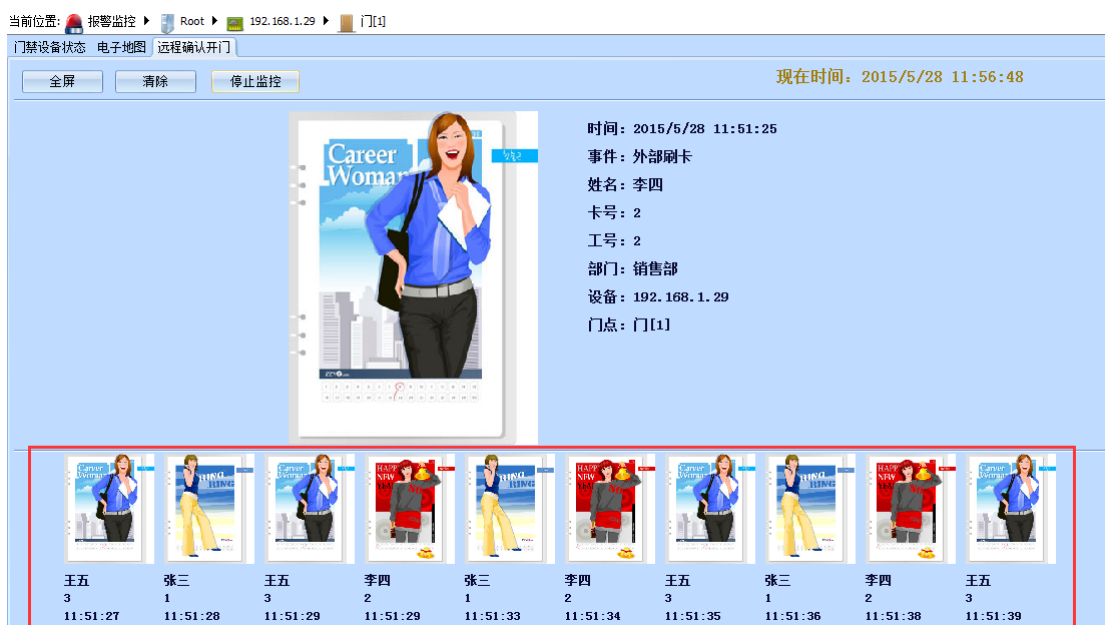 当前位置: 报警监控 Root 192.168.1.29 门[1]
门禁设备状态 电子地图 远程确认开门
全屏 清除 停止监控 现在时间: 2015/5/28 11:56:48
Career
Woman
时间: 2015/5/28 11:51:25
事件: 外部刷卡
姓名: 李四
卡号: 2
工号: 2
部门: 销售部
设备: 192.168.1.29
门点: 门[1]
王五 张三 王五 李四 张三 李四 王五 张三 李四 王五
3 1 3 2 1 2 3 1 2 3
11:51:27 11:51:28 11:51:29 11:51:29 11:51:33 11:51:34 11:51:35 11:51:36 11:51:38 11:51:39